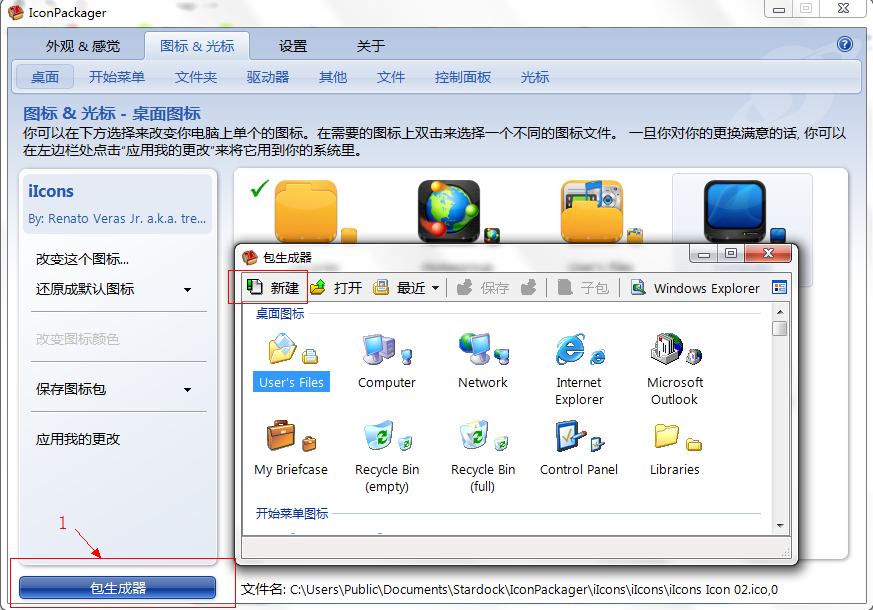 IconPackager
外观 & 感觉 图标 & 光标 设置 关于
桌面 开始菜单 文件夹 驱动器 其他 文件 控制面板 光标
图标 & 光标 - 桌面图标
你可以在下方选择来改变你电脑上单个的图标。在需要的图标上双击来选择一个不同的图标文件。 一旦你对你的更换满意的话, 你可以
在左边栏处点击“应用我的更改”来将它用到你的系统里。
iIcons
By: Renato Veras Jr. a.k.a. tre...
改变这个图标...
还原成默认图标
改变图标颜色
保存图标包
应用我的更改
1
包生成器
包生成器
新建 打开 最近 保存 子包 Windows Explorer
桌面图标
User's Files Computer Network Internet Explorer Microsoft Outlook
My Briefcase Recycle Bin (empty) Recycle Bin (full) Control Panel Libraries
开始菜单图标
文件名: C:\Users\Public\Documents\Stardock\IconPackager\iIcons\iIcons\iIcons Icon 02.ico,0